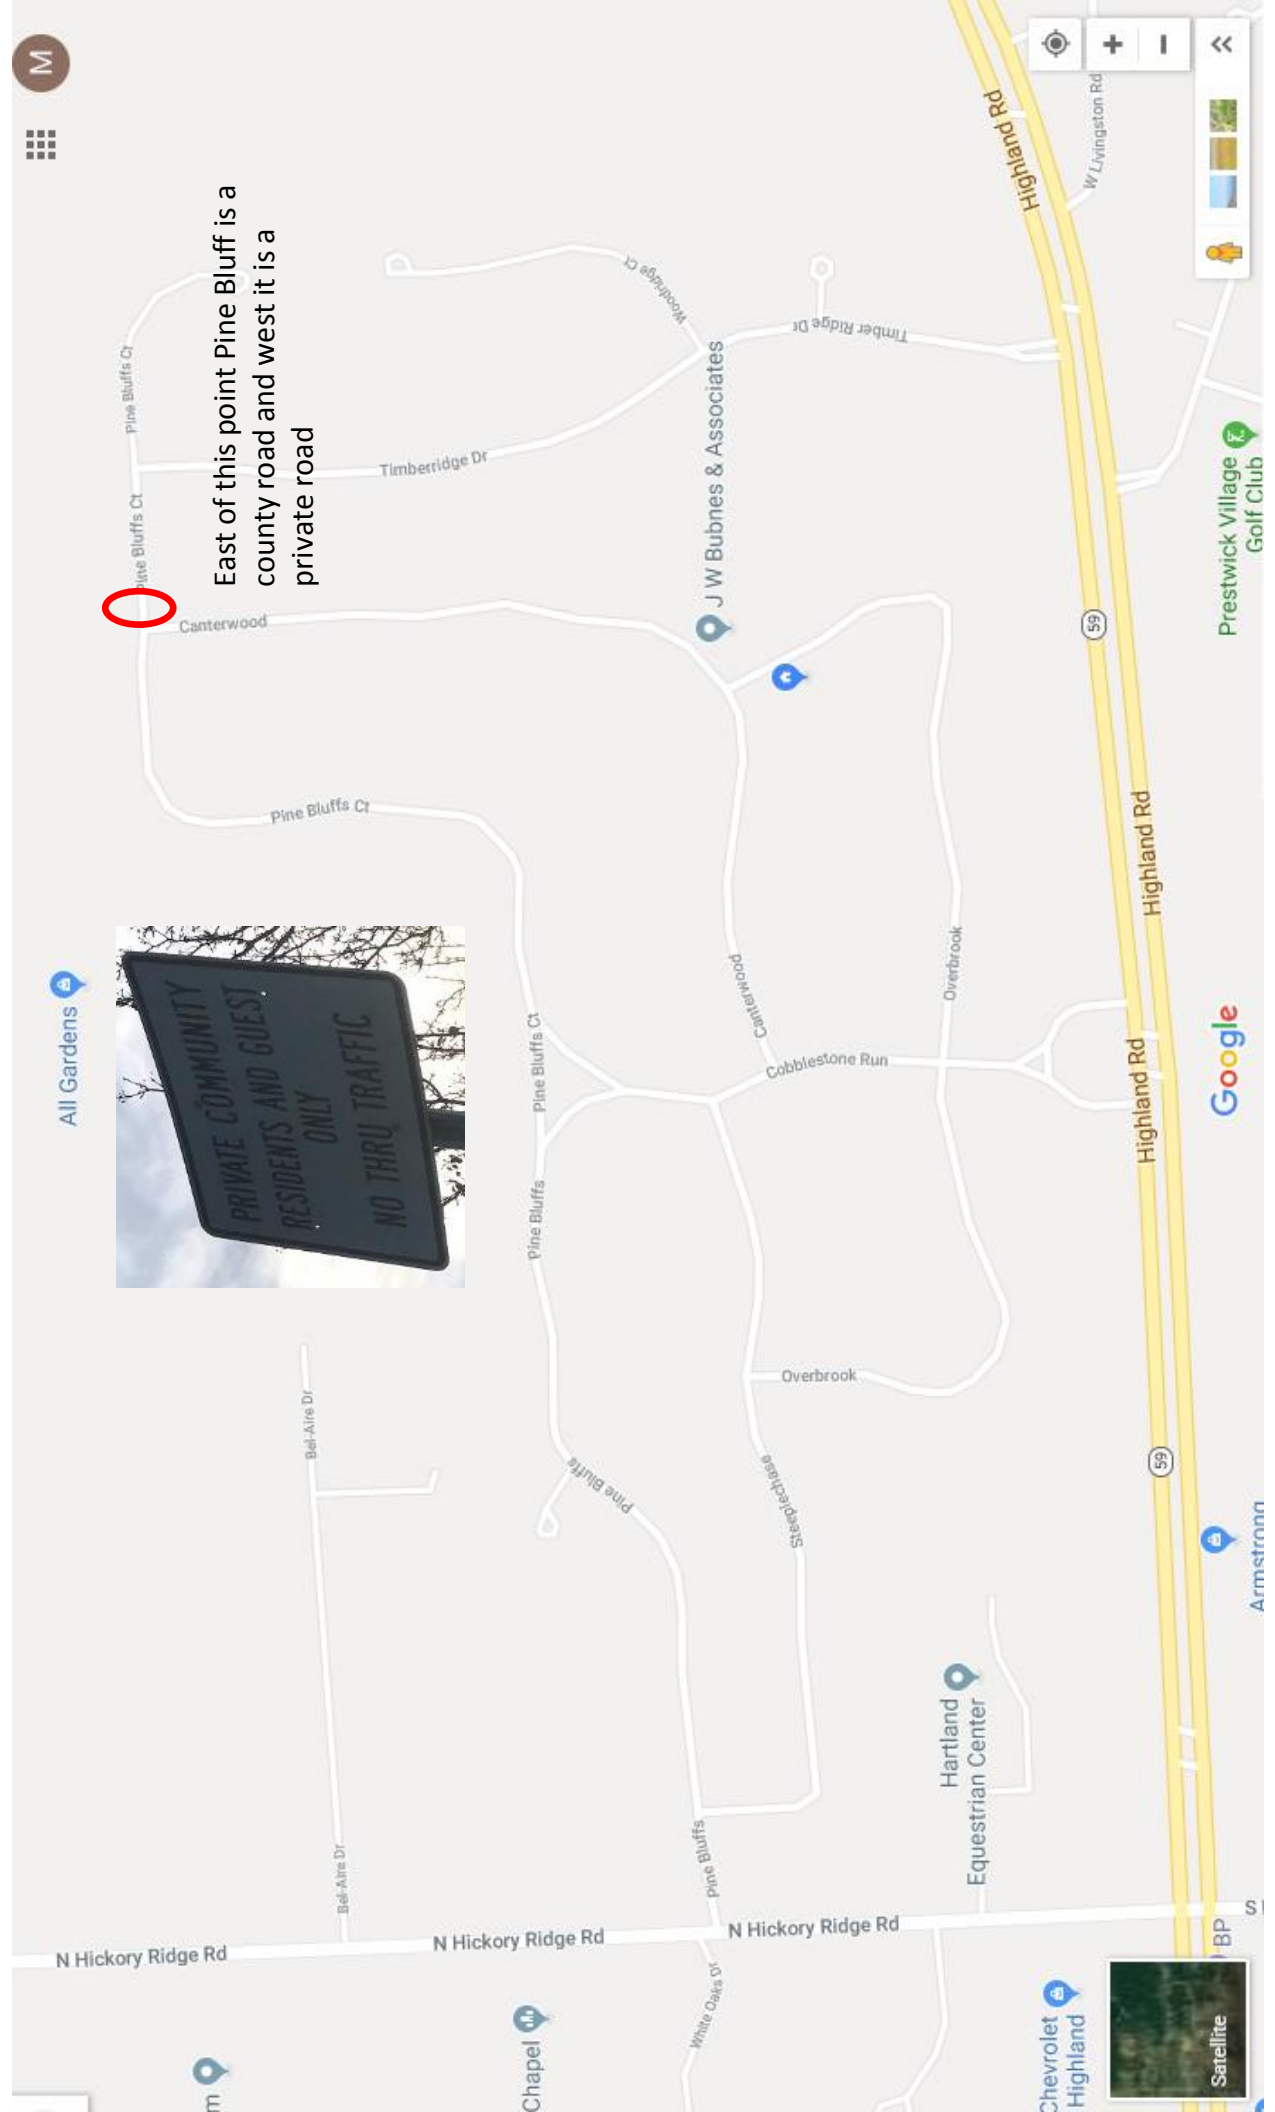 M
All Gardens
Pine Bluffs Ct
Pine Bluffs Ct
N Hickory Ridge Rd
Canterwood
East of this point Pine Bluff is a
county road and west it is a
private road
PRIVATE COMMUNITY
RESIDENTS AND GUEST
ONLY
NO THRU TRAFFIC
m
Bel-Aire Dr
Bel-Aire Dr
Pine Bluffs Ct
Timberridge Dr
N Hickory Ridge Rd
Chapel
Pine Bluffs
Pine Bluffs Ct
Pine Bluffs
Woodridge Ct
White Oaks Dr
Pine Bluffs
J W Bubnes & Associates
N Hickory Ridge Rd
Steeplechase
Canterwood
Overbrook
Cobblestone Run
Timber Ridge Dr
Hartland
Equestrian Center
Overbrook
Highland Rd
Chevrolet
Highland
59
W Livingston Rd
Highland Rd
Highland Rd
59
BP
Satellite
Google
Prestwick Village
Golf Club
Armstrong
S